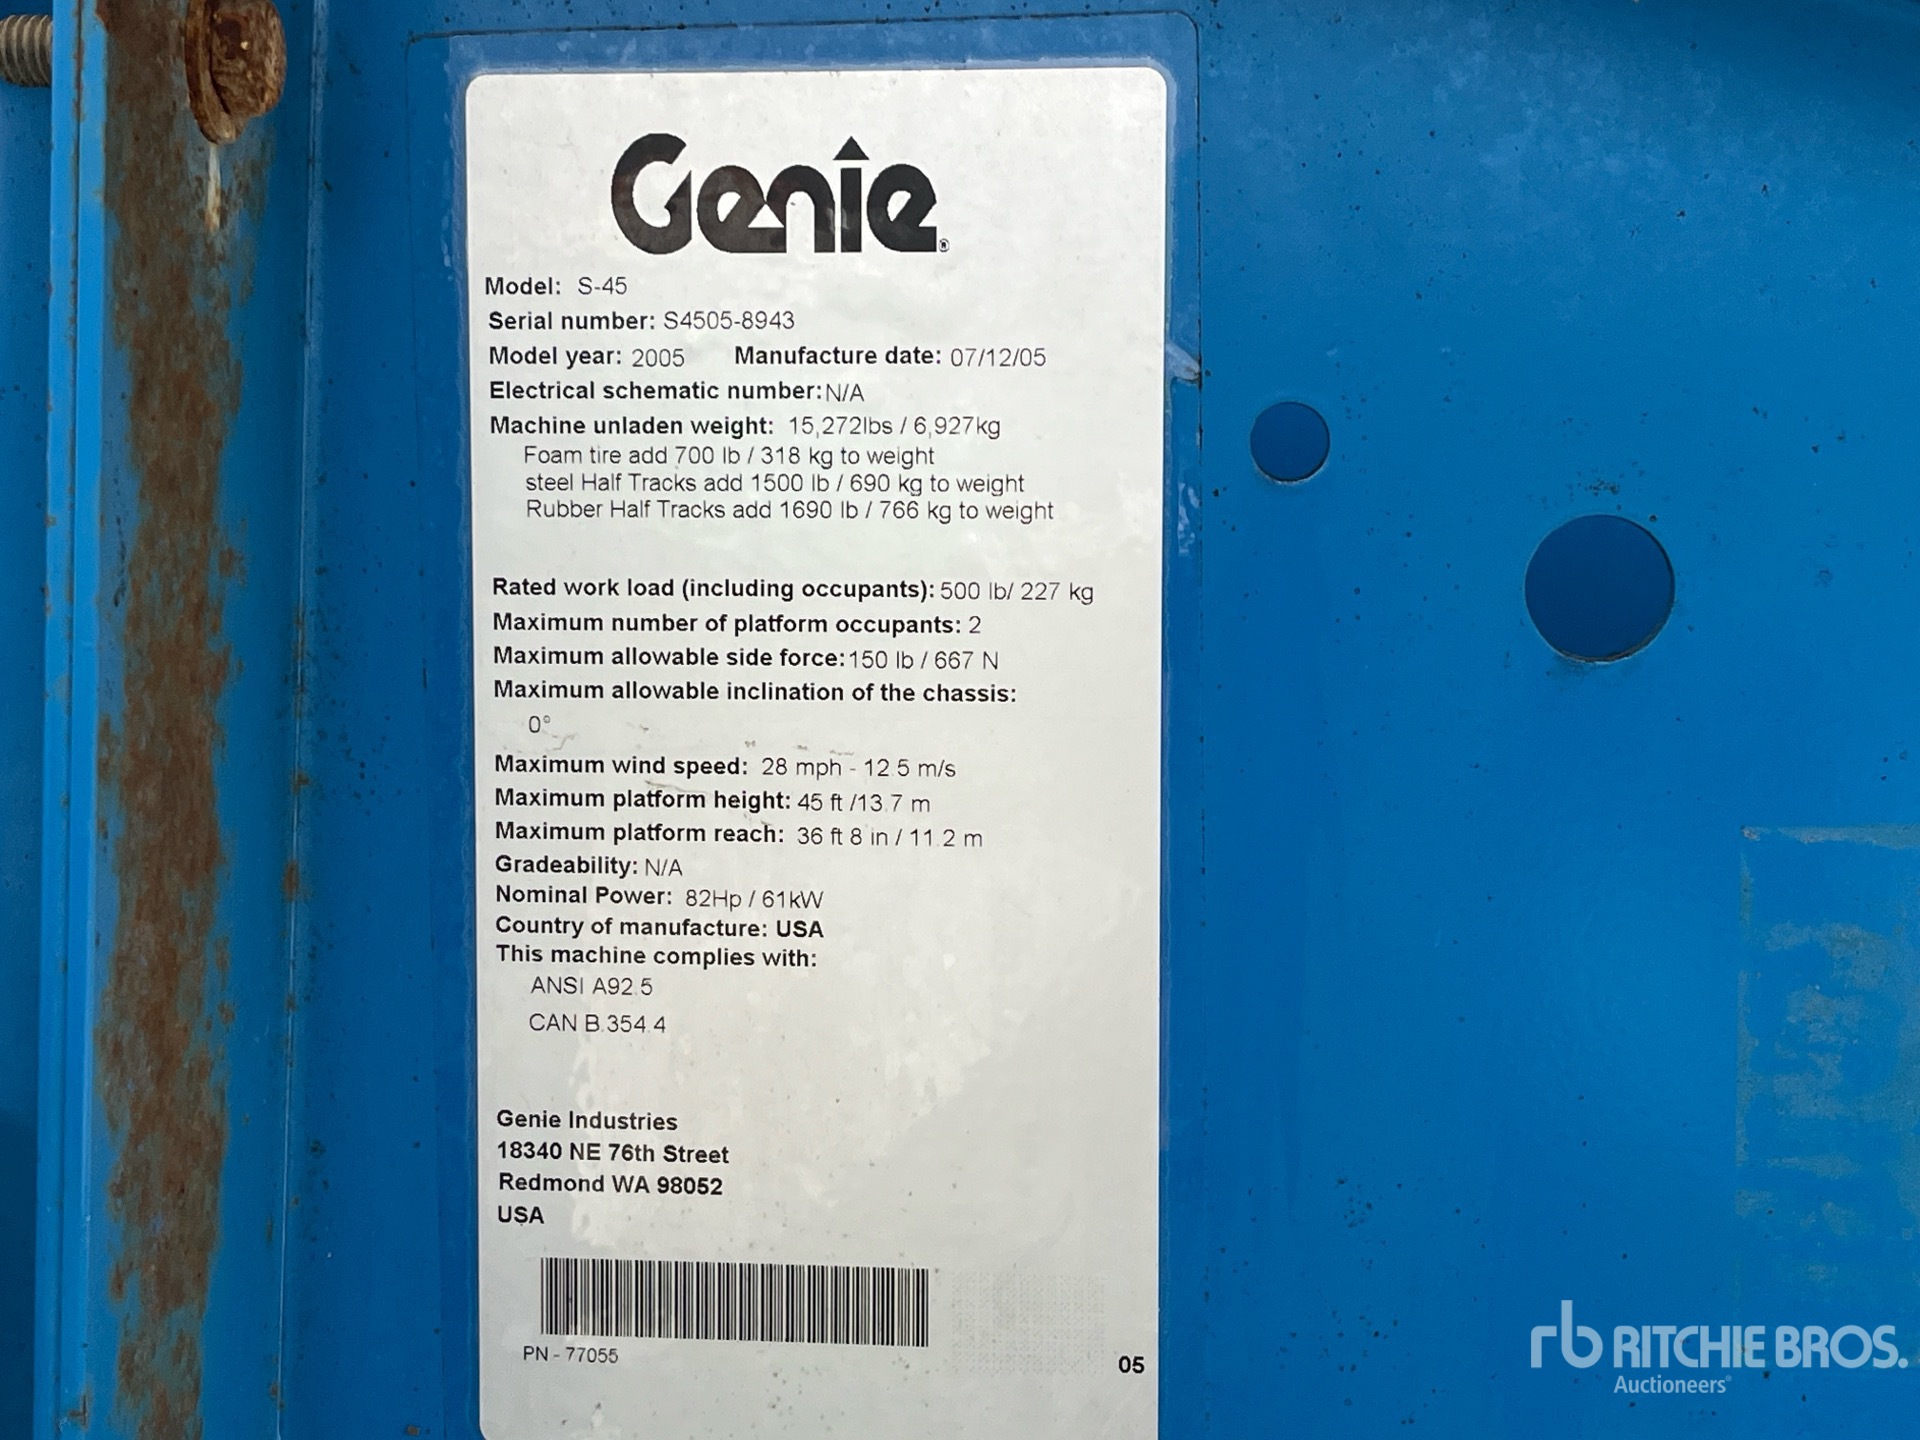 Genie®
Model: S-45
Serial number: S4505-8943
Model year: 2005 Manufacture date: 07/12/05
Electrical schematic number: N/A
Machine unladen weight: 15,272lbs / 6,927kg
Foam tire add 700 lb / 318 kg to weight
steel Half Tracks add 1500 lb / 690 kg to weight
Rubber Half Tracks add 1690 lb / 766 kg to weight
Rated work load (including occupants): 500 lb/ 227 kg
Maximum number of platform occupants: 2
Maximum allowable side force: 150 lb / 667 N
Maximum allowable inclination of the chassis:
0°
Maximum wind speed: 28 mph - 12.5 m/s
Maximum platform height: 45 ft /13.7 m
Maximum platform reach: 36 ft 8 in / 11.2 m
Gradeability: N/A
Nominal Power: 82Hp / 61kW
Country of manufacture: USA
This machine complies with:
ANSI A92.5
CAN B.354.4
Genie Industries
18340 NE 76th Street
Redmond WA 98052
USA
PN - 77055
05
rb RITCHIE BROS.
Auctioneers®